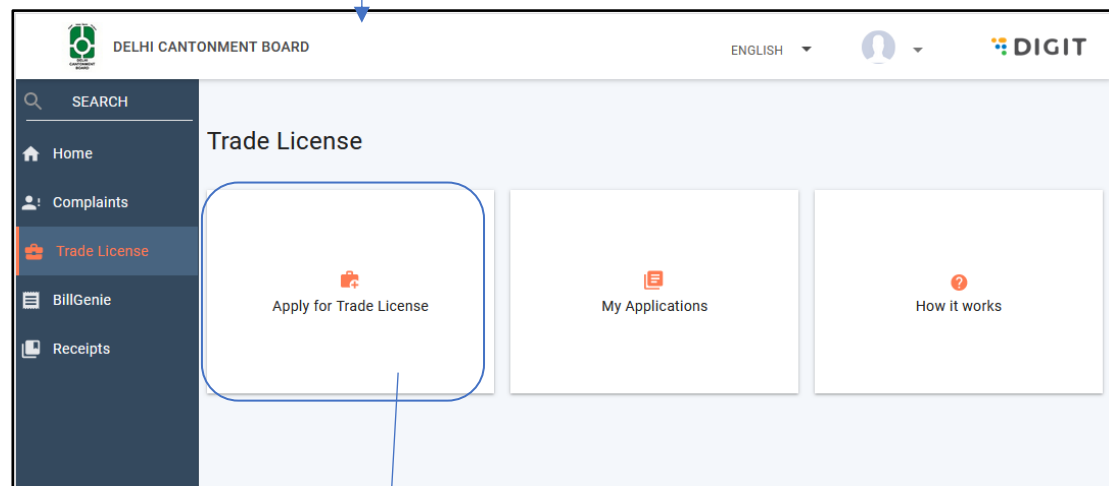 DELHI CANTONMENT BOARD
ENGLISH
DIGIT
SEARCH
Home
Complaints
Trade License
BillGenie
Receipts
Trade License
Apply for Trade License
My Applications
How it works